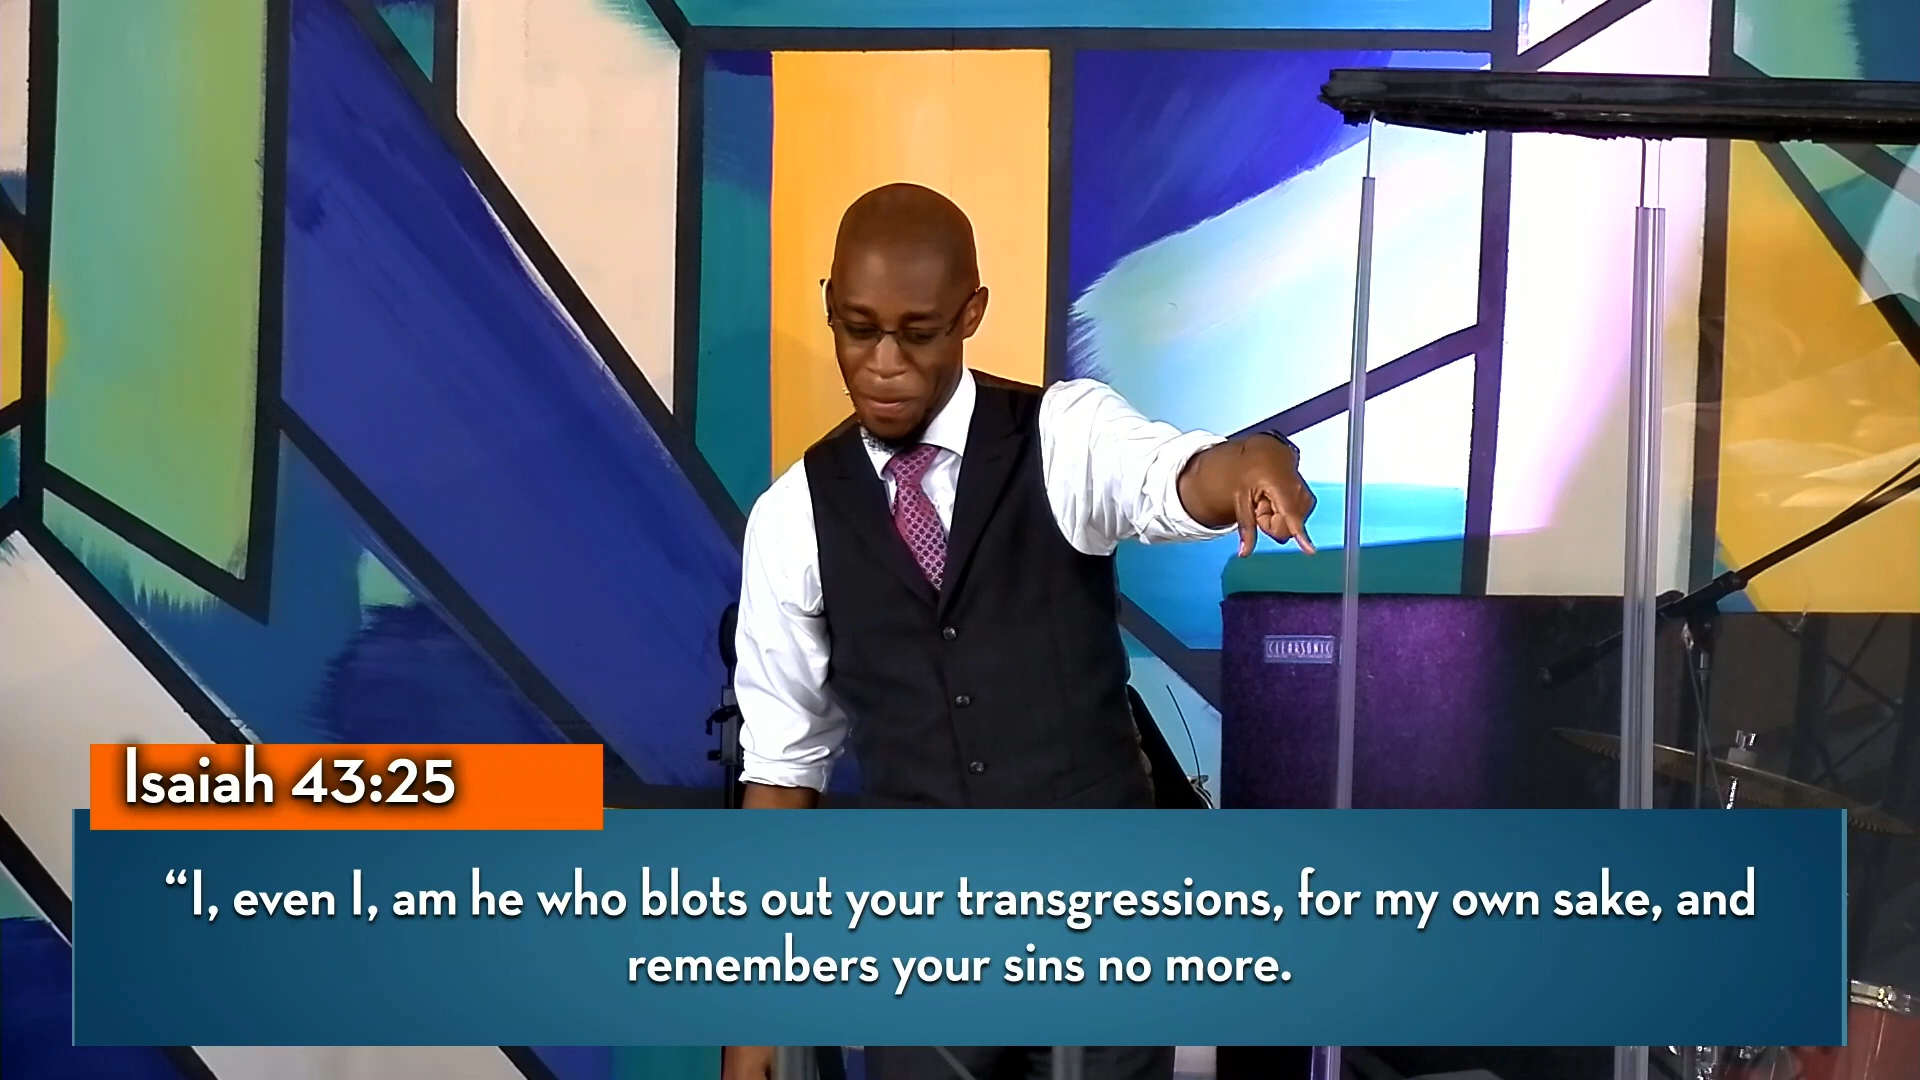 CLEARSONIC
Isaiah 43:25
“I, even I, am he who blots out your transgressions, for my own sake, and
remembers your sins no more.